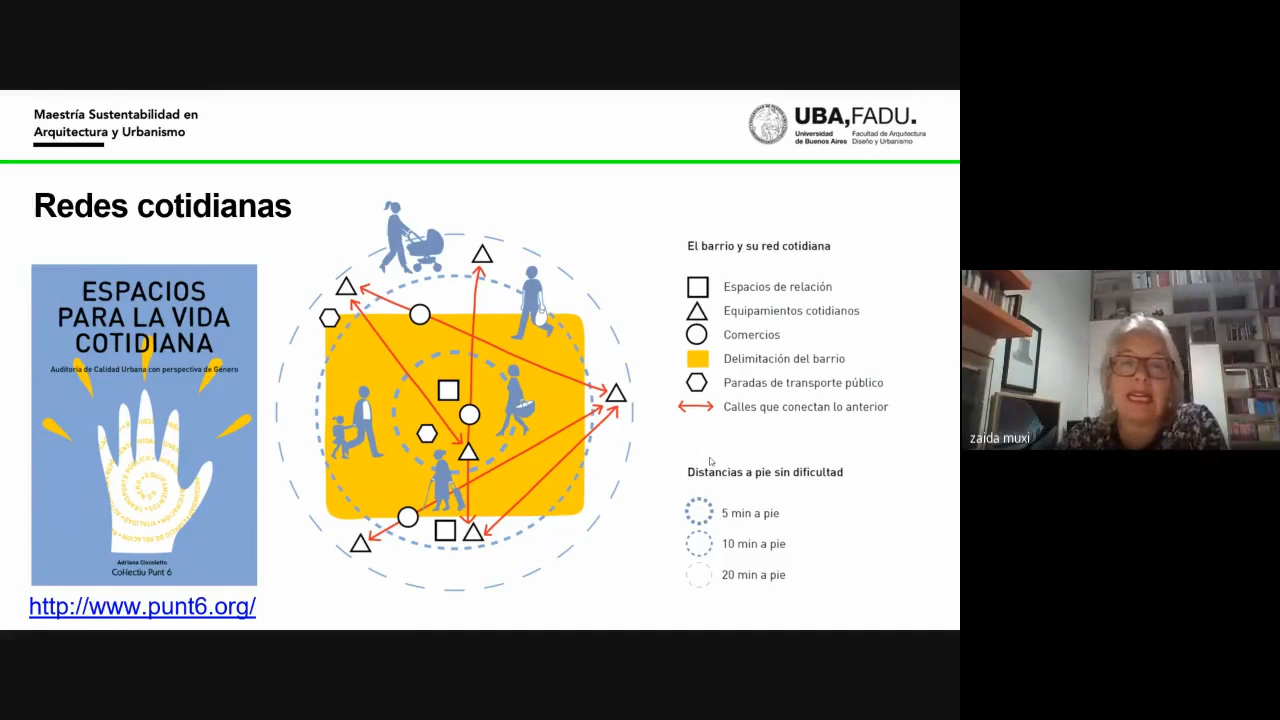 Maestría Sustentabilidad en
Arquitectura y Urbanismo
UBA,FADU.
Universidad
de Buenos Aires
Facultad de Arquitectura
Diseño y Urbanismo
Redes cotidianas
ESPACIOS
PARA LA VIDA
COTIDIANA
Auditoría de Calidad Urbana con perspectiva de Género
Adriana Ciocoletto
Col·lectiu Punt 6
http://www.punt6.org/
El barrio y su red cotidiana
Espacios de relación
Equipamientos cotidianos
Comercios
Delimitación del barrio
Paradas de transporte público
Calles que conectan lo anterior
Distancias a pie sin dificultad
5 min a pie
10 min a pie
20 min a pie
zaida muxi